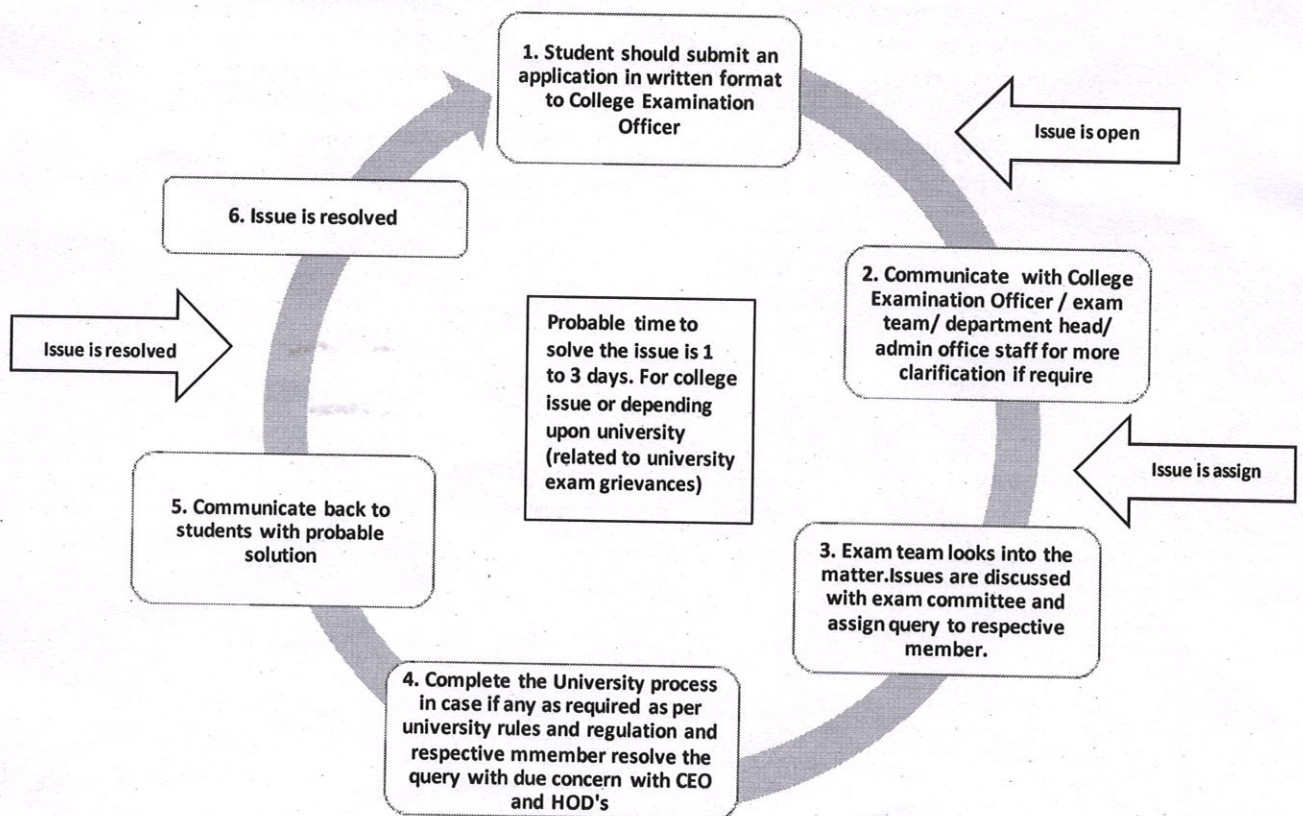 1. Student should submit an
application in written format
to College Examination
Officer
Issue is open
2. Communicate with College
Examination Officer / exam
team/ department head/
admin office staff for more
clarification if require
Issue is assign
3. Exam team looks into the
matter.Issues are discussed
with exam committee and
assign query to respective
member.
4. Complete the University process
in case if any as required as per
university rules and regulation and
respective mmember resolve the
query with due concern with CEO
and HOD's
5. Communicate back to
students with probable
solution
Issue is resolved
6. Issue is resolved
Probable time to
solve the issue is 1
to 3 days. For college
issue or depending
upon university
(related to university
exam grievances)